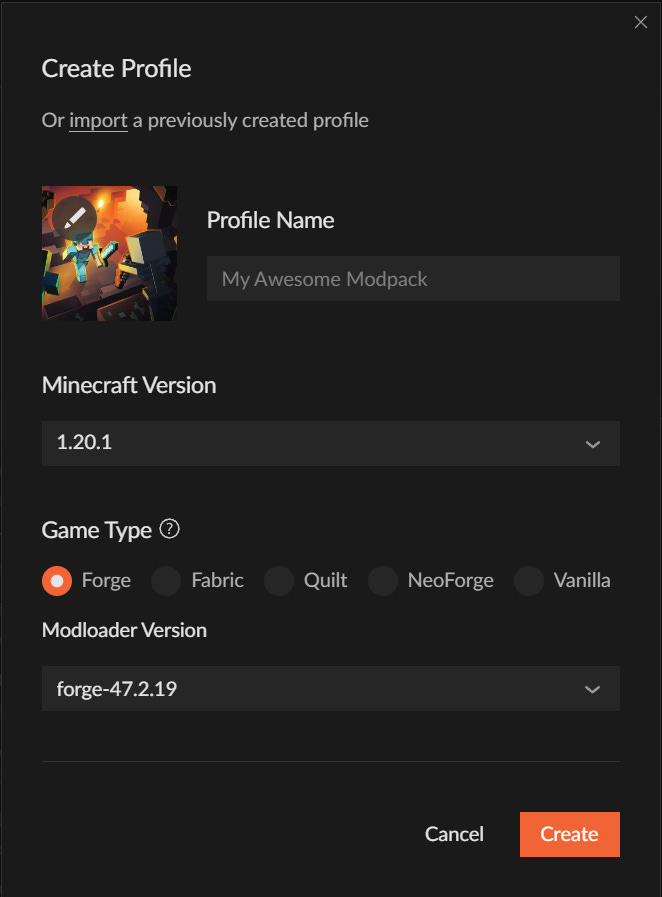 Create Profile
Or import a previously created profile
Profile Name
My Awesome Modpack
Minecraft Version
1.20.1
Game Type ?
Forge Fabric Quilt NeoForge Vanilla
Modloader Version
forge-47.2.19
Cancel Create